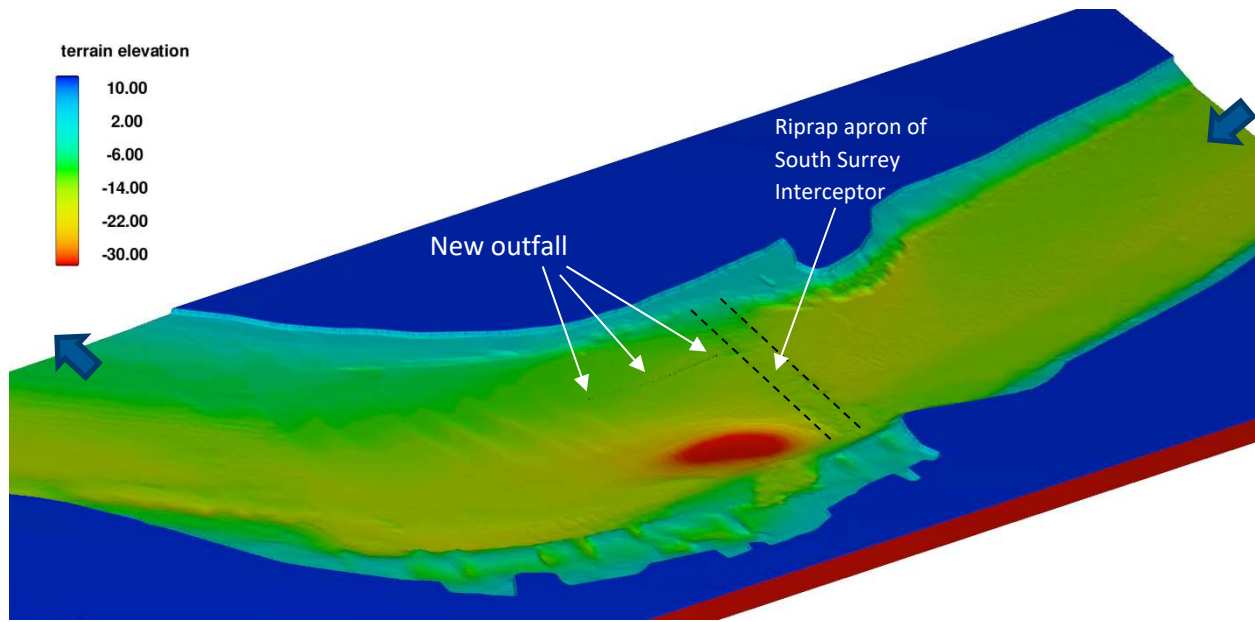 terrain elevation
10.00
2.00
-6.00
-14.00
-22.00
-30.00
Riprap apron of
South Surrey
Interceptor
New outfall